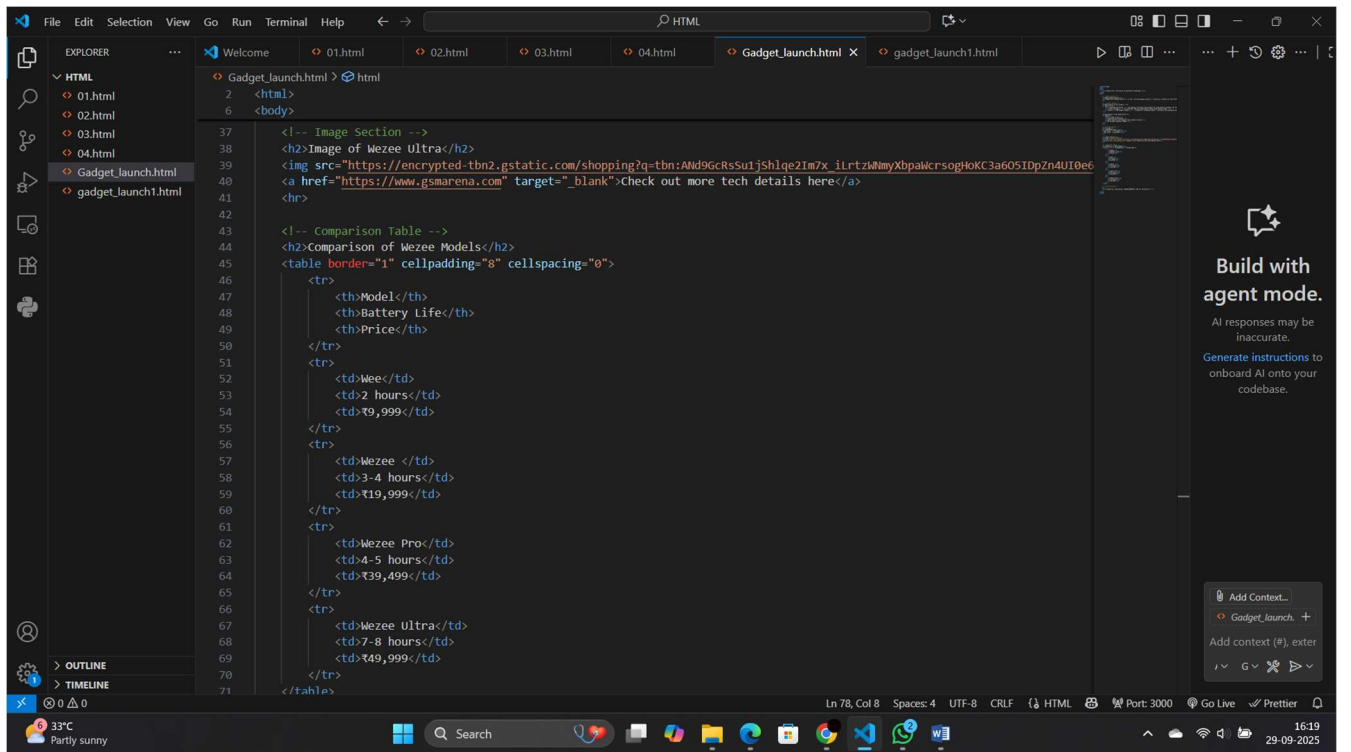 File Edit Selection View Go Run Terminal Help
HTML
EXPLORER
HTML
01.html
02.html
03.html
04.html
Gadget_launch.html
gadget_launch1.html
OUTLINE
TIMELINE
Welcome 01.html 02.html 03.html 04.html Gadget_launch.html gadget_launch1.html
Gadget_launch.html > html
2 <html>
6 <body>
37 <!-- Image Section -->
38 <h2>Image of Wezee Ultra</h2>
39 <img src="https://encrypted-tbn2.gstatic.com/shopping?q=tbn:ANd9GcRsSu1jShlqe2Im7x_iLrtzWNmyXbpaWcrsogHoKC3a6O5IDpZn4UI0e6
40 <a href="https://www.gsmarena.com" target="_blank">Check out more tech details here</a>
41 <hr>
42
43 <!-- Comparison Table -->
44 <h2>Comparison of Wezee Models</h2>
45 <table border="1" cellpadding="8" cellspacing="0">
46 <tr>
47 <th>Model</th>
48 <th>Battery Life</th>
49 <th>Price</th>
50 </tr>
51 <tr>
52 <td>Wee</td>
53 <td>2 hours</td>
54 <td>₹9,999</td>
55 </tr>
56 <tr>
57 <td>Wezee </td>
58 <td>3-4 hours</td>
59 <td>₹19,999</td>
60 </tr>
61 <tr>
62 <td>Wezee Pro</td>
63 <td>4-5 hours</td>
64 <td>₹39,499</td>
65 </tr>
66 <tr>
67 <td>Wezee Ultra</td>
68 <td>7-8 hours</td>
69 <td>₹49,999</td>
70 </tr>
71 </table>
Build with
agent mode.
AI responses may be
inaccurate.
Generate instructions to
onboard AI onto your
codebase.
Add Context...
Gadget_launch.
Add context (#), exter
G
1
0 0 Ln 78, Col 8 Spaces: 4 UTF-8 CRLF HTML Port: 3000 Go Live Prettier
6
33°C
Partly sunny
Search
2
16:19
29-09-2025